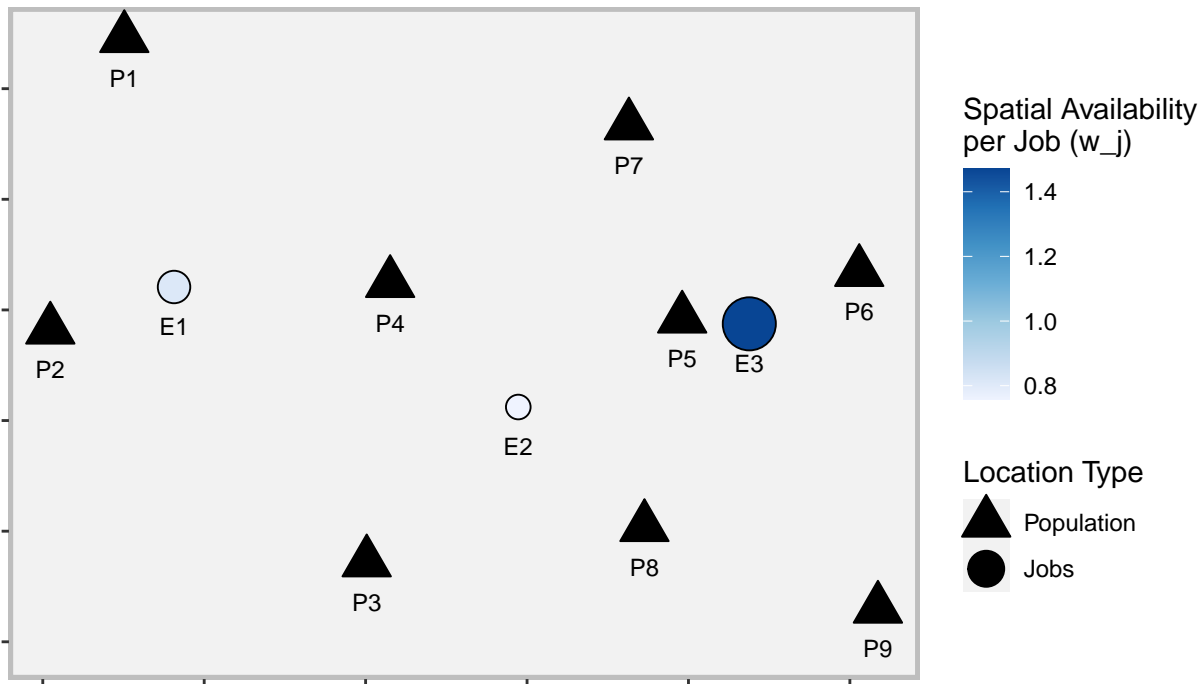 P1
P7
P6
P4
E1
P5
E3
P2
E2
P8
P3
P9
Spatial Availability
per Job (w_j)
1.4
1.2
1.0
0.8
Location Type
Population
Jobs